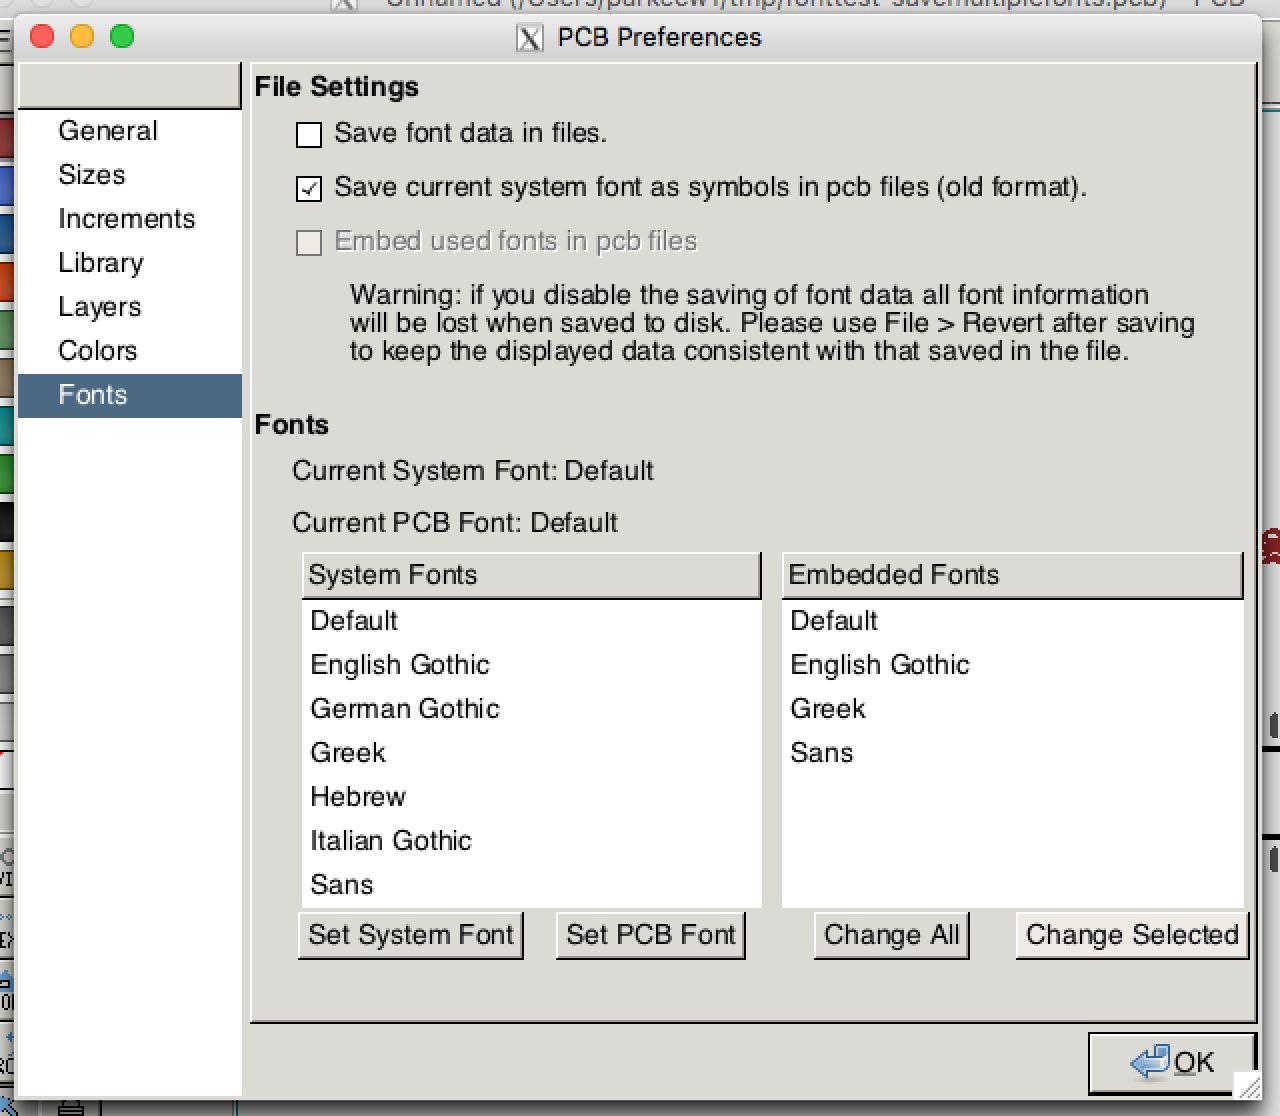 PCB Preferences
General
Sizes
Increments
Library
Layers
Colors
Fonts
File Settings
Save font data in files.
Save current system font as symbols in pcb files (old format).
Embed used fonts in pcb files
Warning: if you disable the saving of font data all font information
will be lost when saved to disk. Please use File > Revert after saving
to keep the displayed data consistent with that saved in the file.
Fonts
Current System Font: Default
Current PCB Font: Default
System Fonts
Default
English Gothic
German Gothic
Greek
Hebrew
Italian Gothic
Sans
Embedded Fonts
Default
English Gothic
Greek
Sans
Set System Font
Set PCB Font
Change All
Change Selected
OK